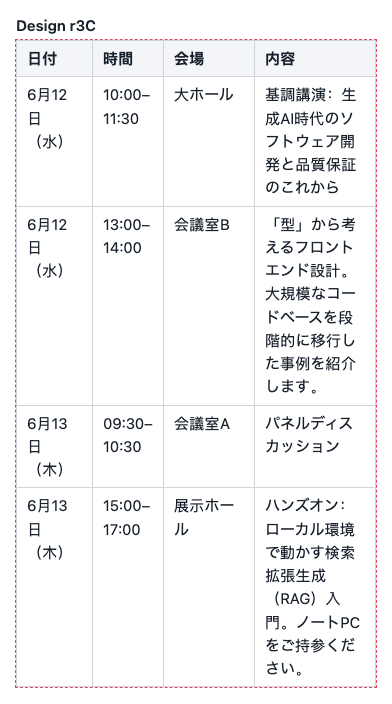 Design r3C
日付 時間 会場 内容
6月12
日
（水）
10:00–
11:30
大ホール
基調講演：生
成AI時代のソ
フトウェア開
発と品質保証
のこれから
6月12
日
（水）
13:00–
14:00
会議室B
「型」から考
えるフロント
エンド設計。
大規模なコー
ドベースを段
階的に移行し
た事例を紹介
します。
6月13
日
（木）
09:30–
10:30
会議室A
パネルディス
カッション
6月13
日
（木）
15:00–
17:00
展示ホー
ル
ハンズオン：
ローカル環境
で動かす検索
拡張生成
（RAG）入
門。ノートPC
をご持参くだ
さい。